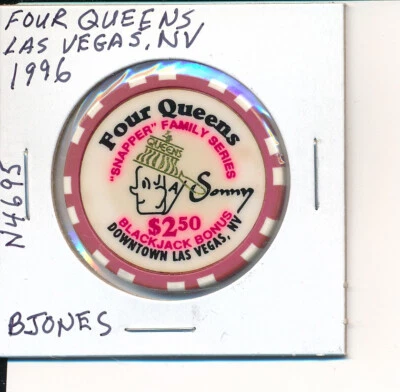 FOUR QUEENS
LAS VEGAS, NV
1996
N4695
Four Queens
"SNAPPER" FAMILY SERIES
QUEENS
Sonny
$2.50
BLACKJACK BONUS
DOWNTOWN LAS VEGAS, NV
BJONES